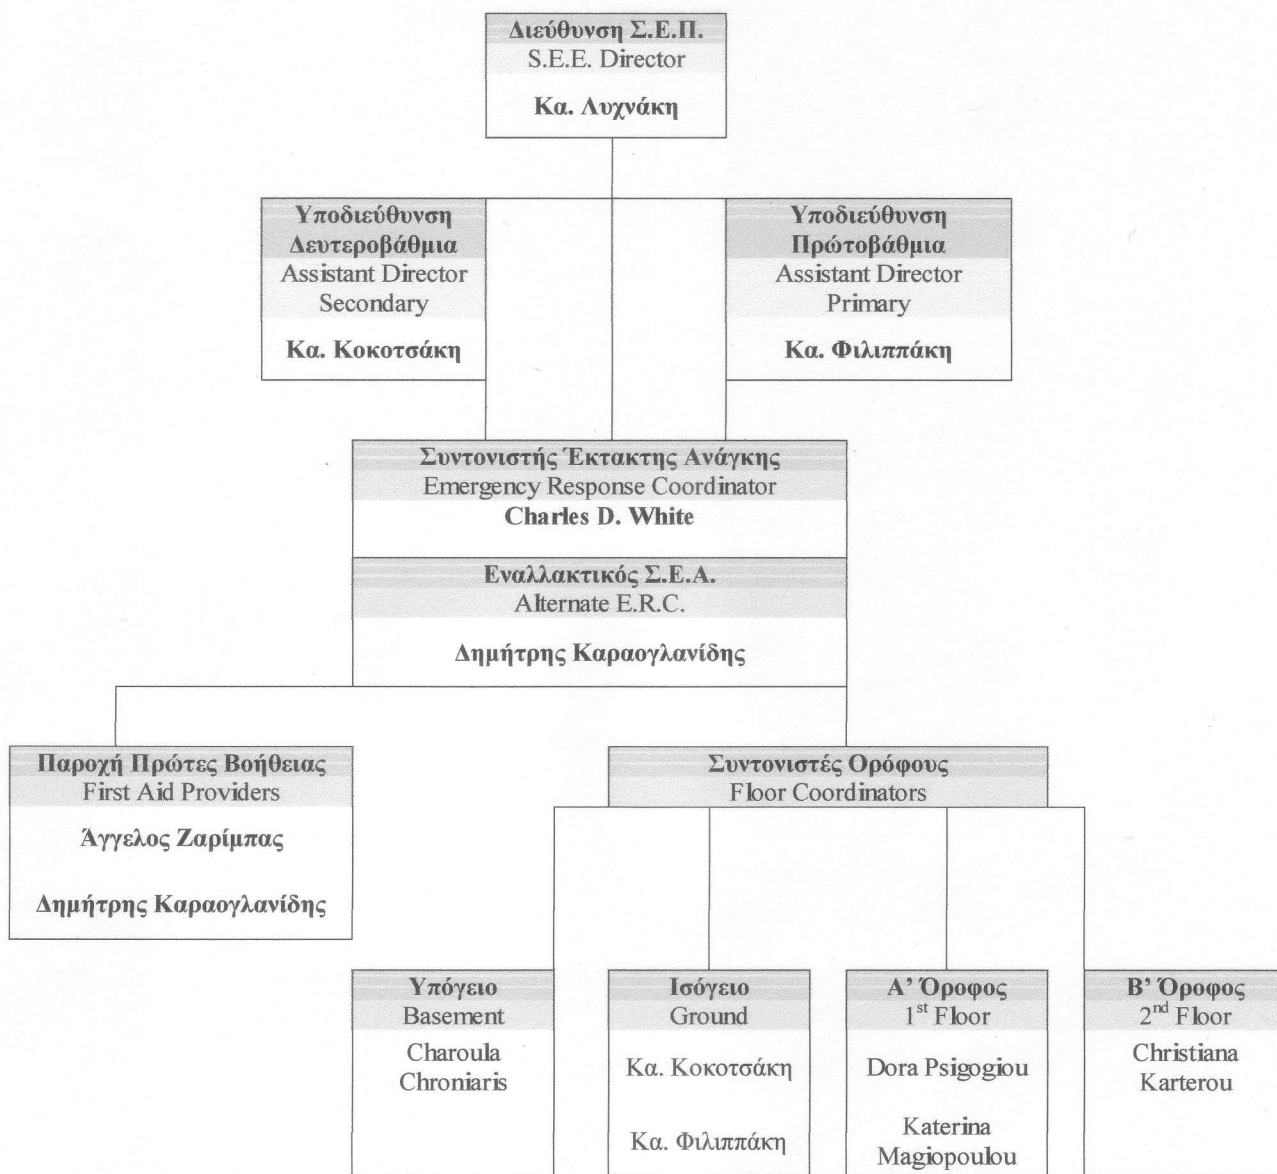 Διεύθυνση Σ.Ε.Π.
S.E.E. Director
Κα. Λυχνάκη
Υποδιεύθυνση
Δευτεροβάθμια
Assistant Director
Secondary
Κα. Κοκοτσάκη
Υποδιεύθυνση
Πρώτοβάθμια
Assistant Director
Primary
Κα. Φιλιππάκη
Συντονιστής Έκτακτης Ανάγκης
Emergency Response Coordinator
Charles D. White
Εναλλακτικός Σ.Ε.Α.
Alternate E.R.C.
Δημήτρης Καραογλανίδης
Παροχή Πρώτες Βοήθειας
First Aid Providers
Άγγελος Ζαρίμπας
Δημήτρης Καραογλανίδης
Συντονιστές Ορόφους
Floor Coordinators
Υπόγειο
Basement
Charoula
Chroniaris
Ισόγειο
Ground
Κα. Κοκοτσάκη
Κα. Φιλιππάκη
Α’ Όροφος
1st Floor
Dora Psigogiou
Katerina
Magiopoulou
Β’ Όροφος
2nd Floor
Christiana
Karterou